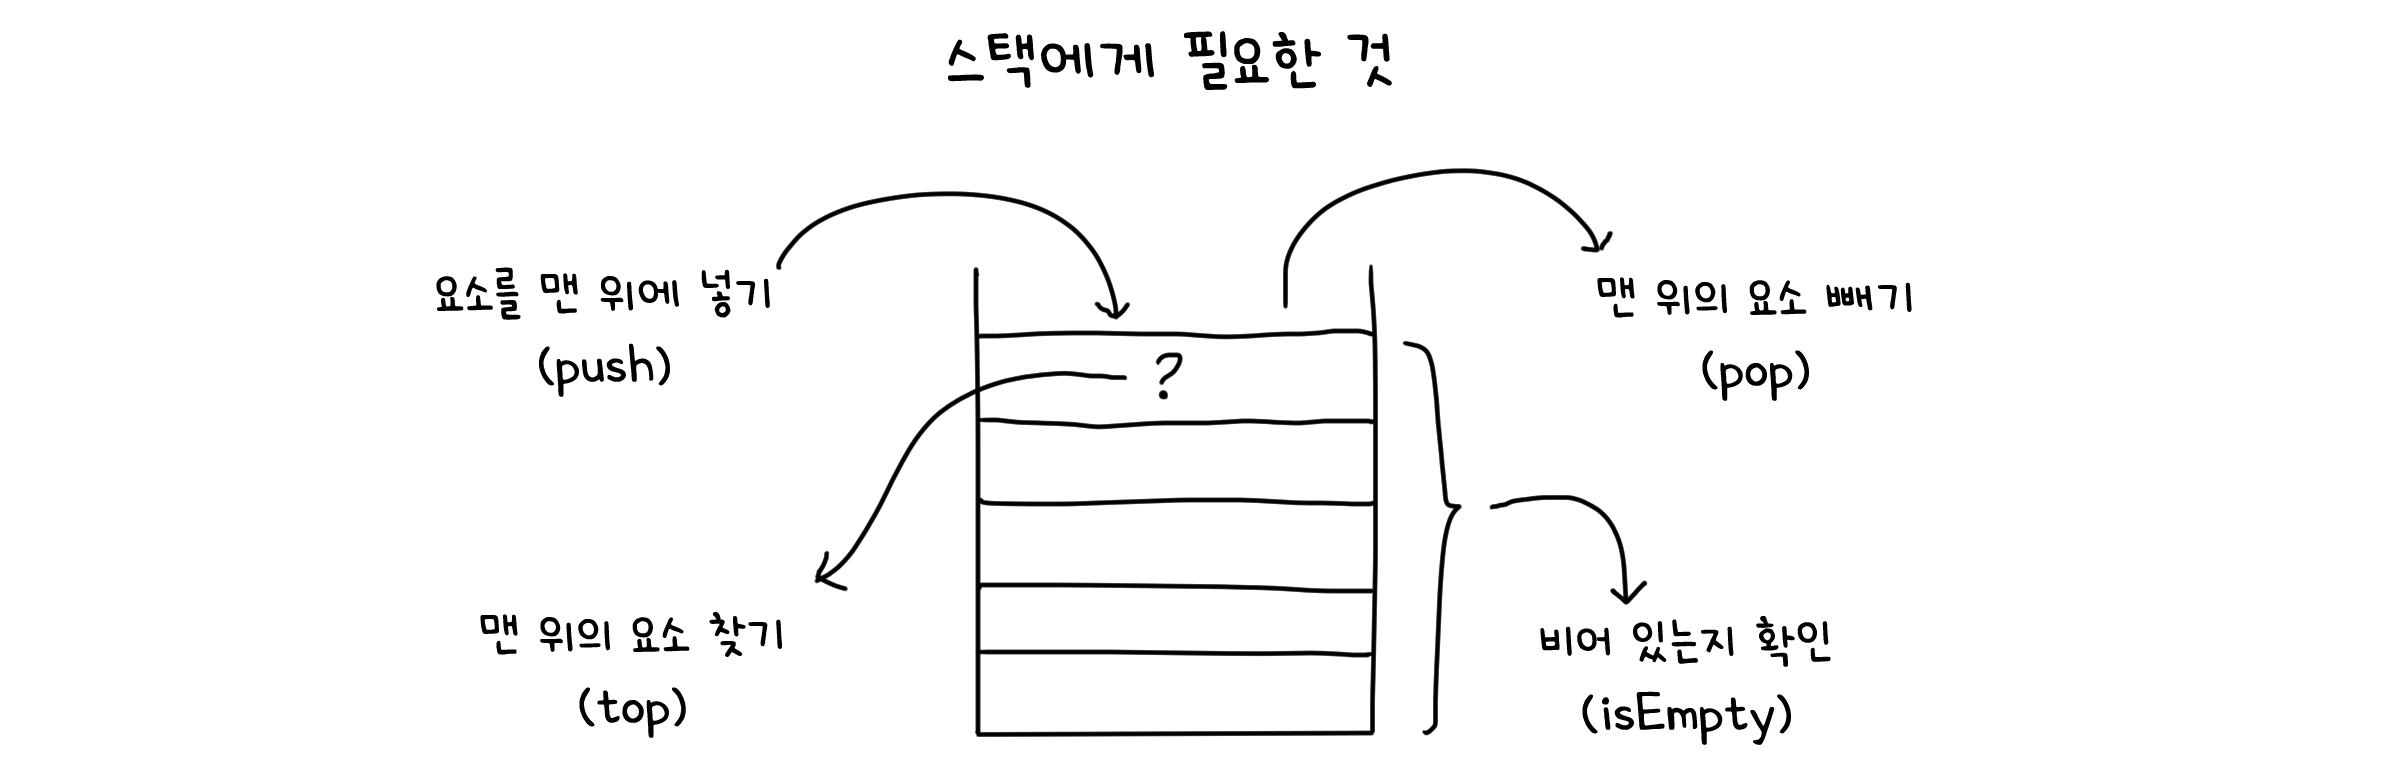 스택에게 필요한 것
요소를 맨 위에 넣기
(push)
맨 위의 요소 빼기
(pop)
?
맨 위의 요소 찾기
(top)
비어 있는지 확인
(isEmpty)